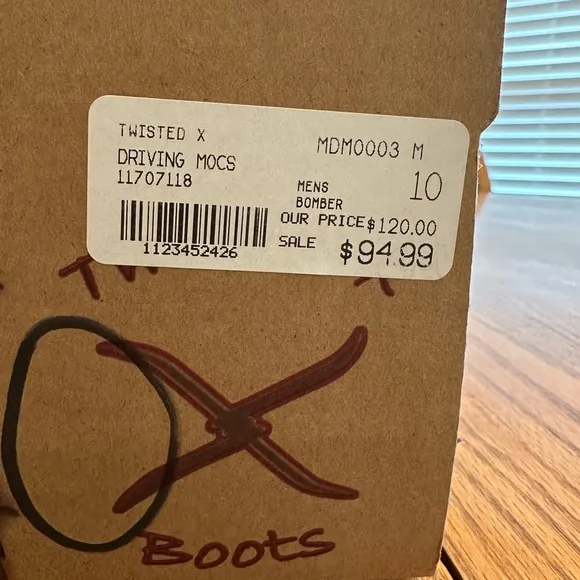 TWISTED X
MDM0003 M
DRIVING MOCS
10
11707118
MENS
BOMBER
OUR PRICE $120.00
SALE $94.99
1123452426
X
Boots